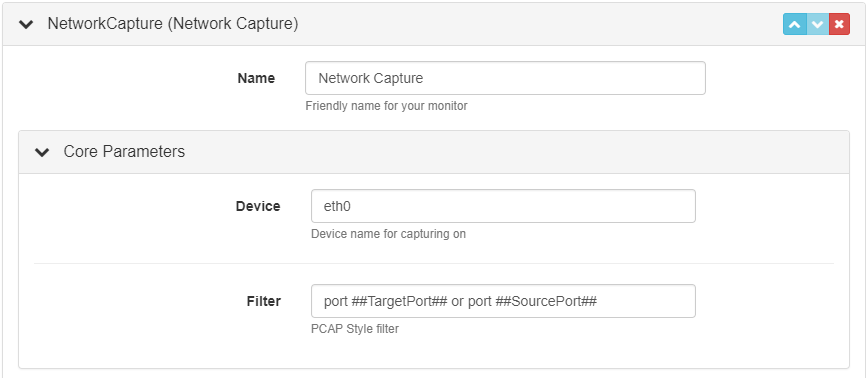 NetworkCapture (Network Capture)
Name Network Capture
Friendly name for your monitor
Core Parameters
Device eth0
Device name for capturing on
Filter port ##TargetPort## or port ##SourcePort##
PCAP Style filter